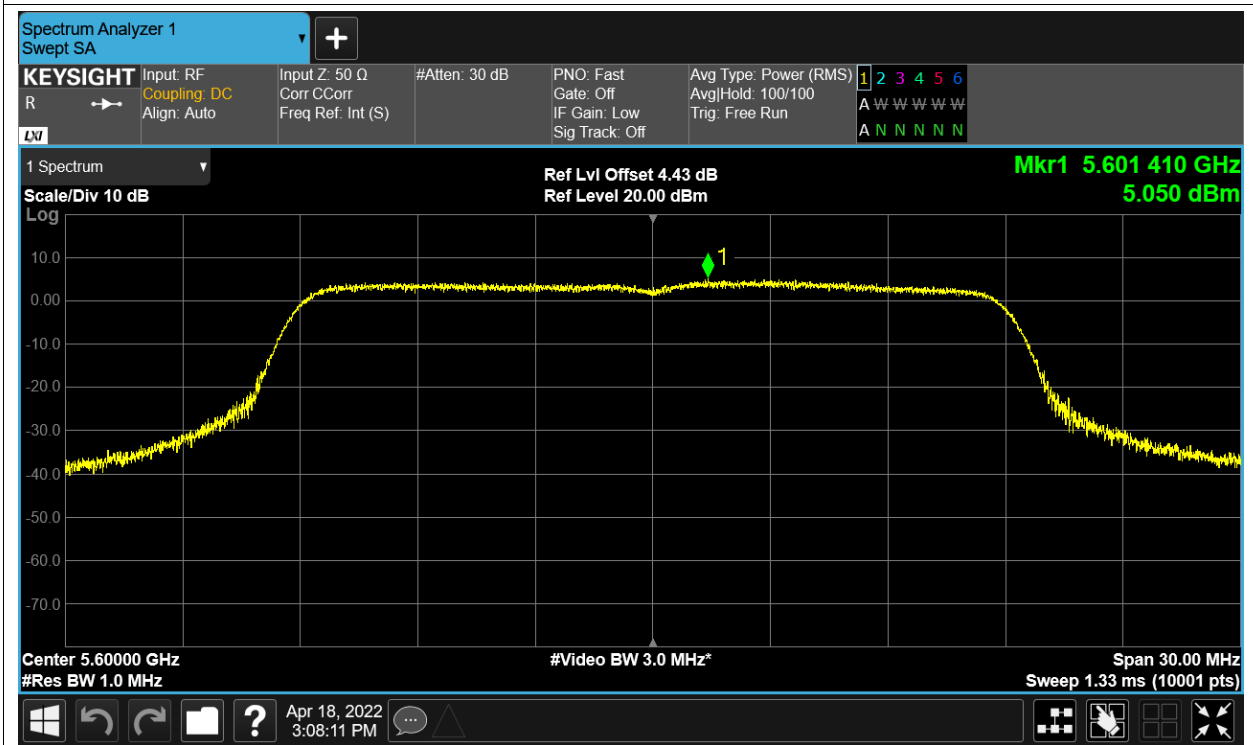 Spectrum Analyzer 1
Swept SA
KEYSIGHT
R
LXI
Input: RF
Coupling: DC
Align: Auto
Input Z: 50 Ω
Corr CCorr
Freq Ref: Int (S)
#Atten: 30 dB
PNO: Fast
Gate: Off
IF Gain: Low
Sig Track: Off
Avg Type: Power (RMS)
Avg|Hold: 100/100
Trig: Free Run
1 2 3 4 5 6
A W W W W W
A N N N N N
1 Spectrum
Scale/Div 10 dB
Ref Lvl Offset 4.43 dB
Ref Level 20.00 dBm
Mkr1 5.601 410 GHz
5.050 dBm
Log
1
10.0
0.00
-10.0
-20.0
-30.0
-40.0
-50.0
-60.0
-70.0
Center 5.60000 GHz
#Res BW 1.0 MHz
#Video BW 3.0 MHz*
Span 30.00 MHz
Sweep 1.33 ms (10001 pts)
?
Apr 18, 2022
3:08:11 PM